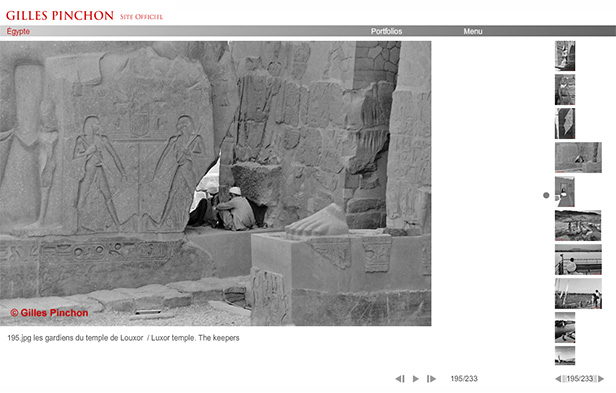 GILLES PINCHON SITE OFFICIEL
Égypte Portfolios Menu
© Gilles Pinchon
195.jpg les gardiens du temple de Louxor / Luxor temple. The keepers
195/233 195/233